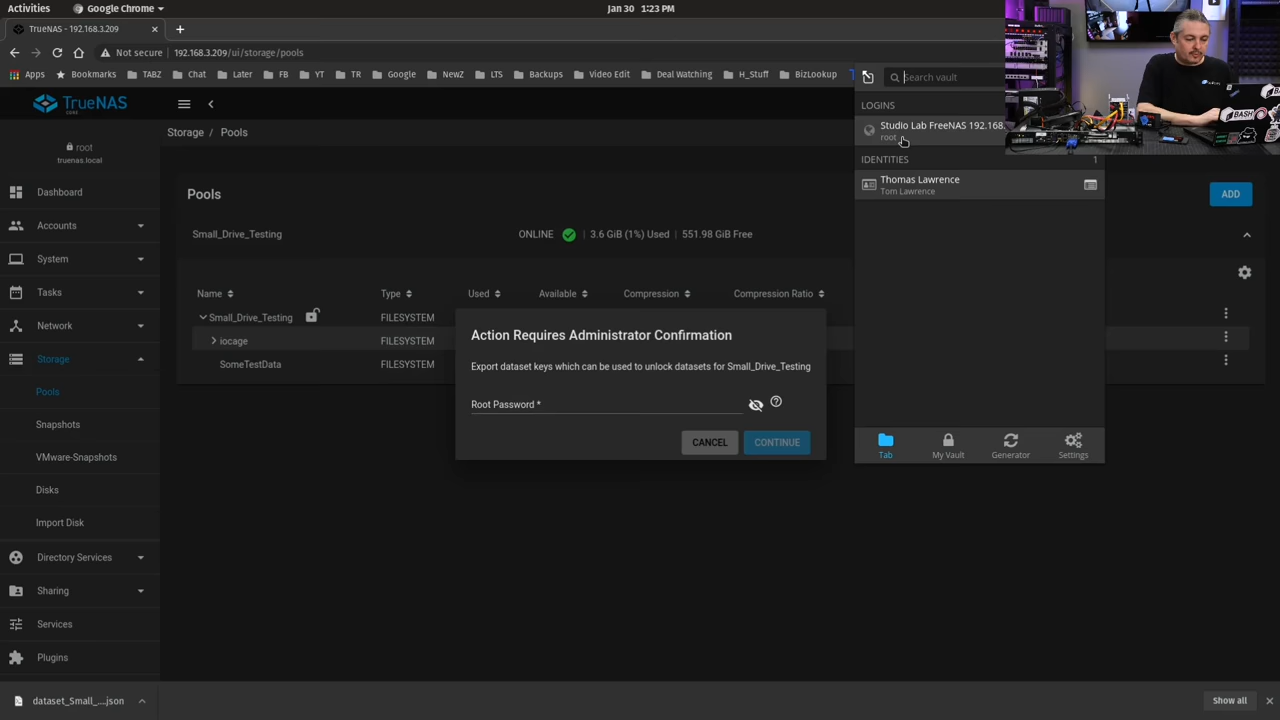 Activities
Google Chrome
Jan 30 1:23 PM
TrueNAS - 192.168.3.209
Not secure
192.168.3.209/ui/storage/pools
Apps
Bookmarks
TABZ
Chat
Later
FB
YT
TR
Google
NewZ
LTS
Backups
Video Edit
Deal Watching
H_Stuff
BizLookup
Search vault
LOGINS
Studio Lab FreeNAS 192.168.
root
IDENTITIES
1
Thomas Lawrence
Tom Lawrence
Tab
My Vault
Generator
Settings
TrueNAS
CORE
Storage / Pools
root
truenas.local
Dashboard
Accounts
System
Tasks
Network
Storage
Pools
Snapshots
VMware-Snapshots
Disks
Import Disk
Directory Services
Sharing
Services
Plugins
Pools
ADD
Small_Drive_Testing
ONLINE
| 3.6 GiB (1%) Used | 551.98 GiB Free
Name
Type
Used
Available
Compression
Compression Ratio
Small_Drive_Testing
FILESYSTEM
iocage
FILESYSTEM
SomeTestData
FILESYSTEM
Action Requires Administrator Confirmation
Export dataset keys which can be used to unlock datasets for Small_Drive_Testing
Root Password *
CANCEL
CONTINUE
dataset_Small_....json
Show all
BASH
BASH